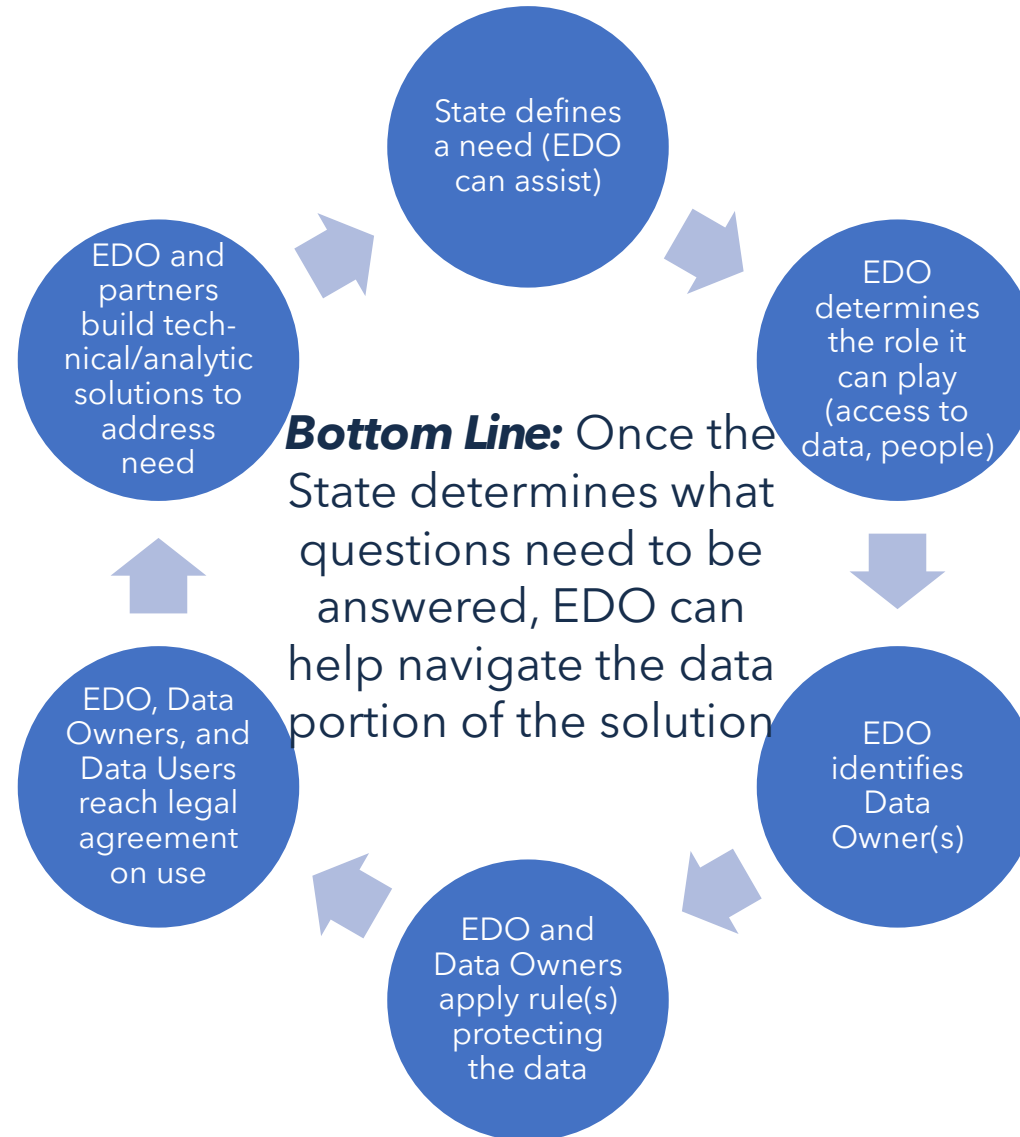 State defines
a need (EDO
can assist)
EDO
determines
the role it
can play
(access to
data, people)
EDO
identifies
Data
Owner(s)
EDO and
Data Owners
apply rule(s)
protecting
the data
EDO, Data
Owners, and
Data Users
reach legal
agreement
on use
EDO and
partners
build tech-
nical/analytic
solutions to
address
need
Bottom Line: Once the
State determines what
questions need to be
answered, EDO can
help navigate the data
portion of the solution